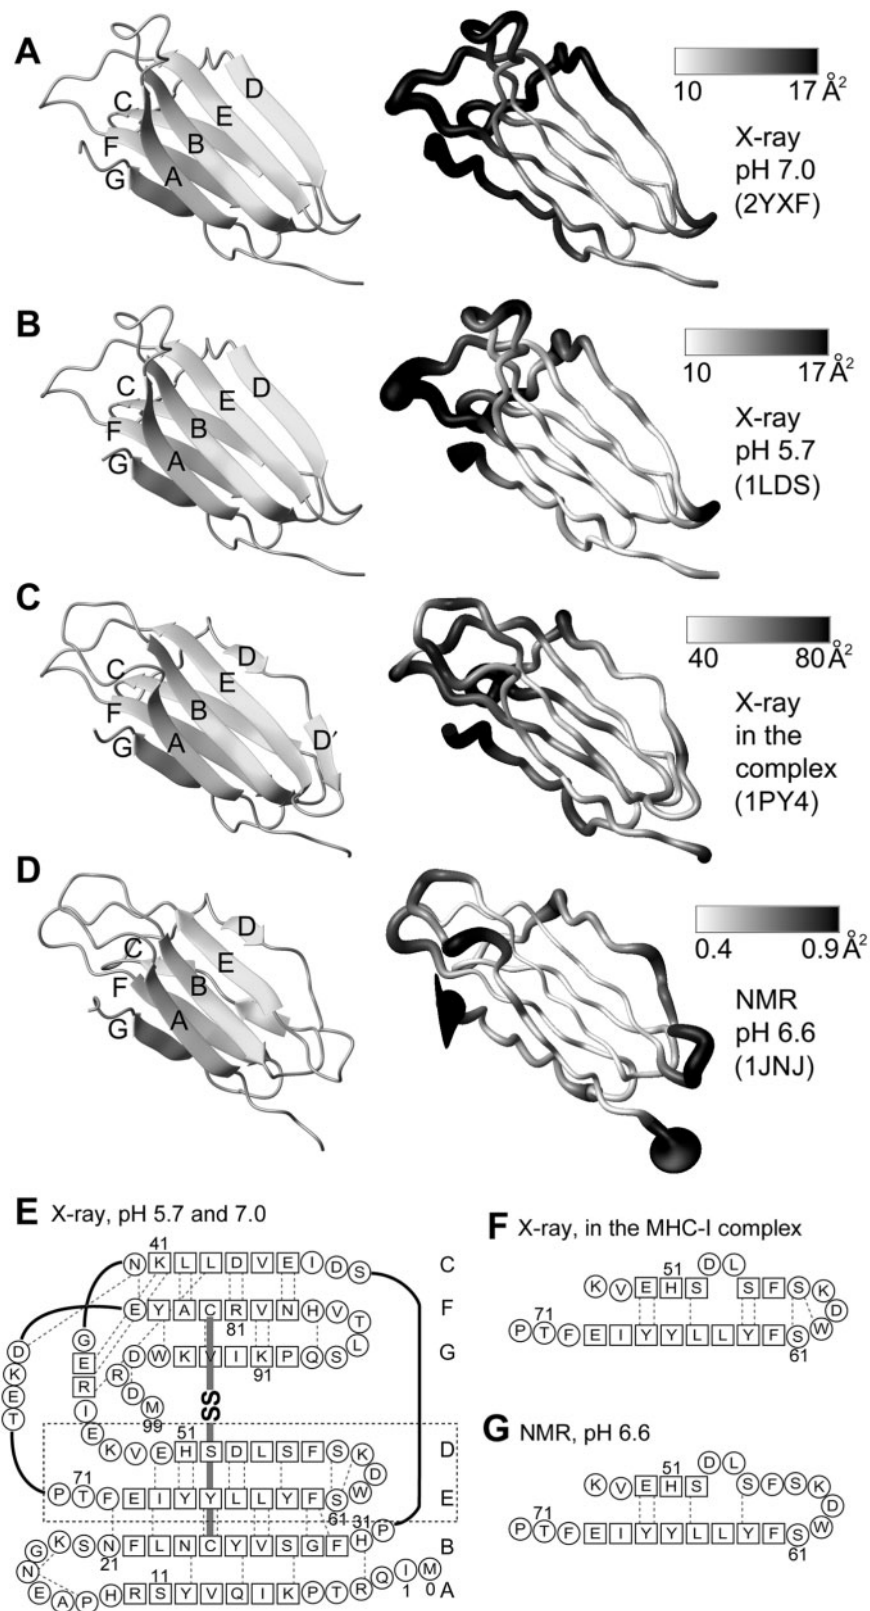 A
C
D
E
B
F
G
A
10 17 Å²
X-ray
pH 7.0
(2YXF)
B
C
D
E
B
F
G
A
10 17 Å²
X-ray
pH 5.7
(1LDS)
C
C
D
E
B
F
G
A
D′
40 80 Å²
X-ray
in the
complex
(1PY4)
D
C
D
E
B
F
G
A
0.4 0.9 Å²
NMR
pH 6.6
(1JNJ)
E X-ray, pH 5.7 and 7.0
41
N K L L D V E I D S C
E Y A C R V N H V T F
81
L
D W K V I K P Q S G
91
G E R I E
R D M
99
D K E T
SS
51
K V E H S D L S F S K D
D W
71
P T F E I Y Y L L Y F S E
61 31
N G K S N F L N C Y V S G F H P B
21
11
E A P H R S Y V Q I K P T R Q I M A
1 0
F X-ray, in the MHC-I complex
51 D L
K V E H S S F S K
D
71 W
P T F E I Y Y L L Y F S
61
G NMR, pH 6.6
51 D L
K V E H S S F S K
D
71 W
P T F E I Y Y L L Y F S
61